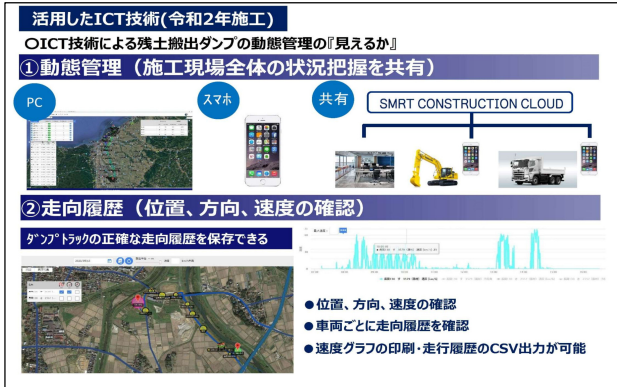 活用したICT技術(令和2年施工)
〇ICT技術による残土搬出ダンプの動態管理の『見えるか』
①動態管理（施工現場全体の状況把握を共有）
PC
スマホ
共有
SMRT CONSTRUCTION CLOUD
②走向履歴（位置、方向、速度の確認）
ﾀﾞﾝﾌﾟﾄﾗｯｸの正確な走向履歴を保存できる
●位置、方向、速度の確認
●車両ごとに走向履歴を確認
●速度グラフの印刷・走行履歴のCSV出力が可能